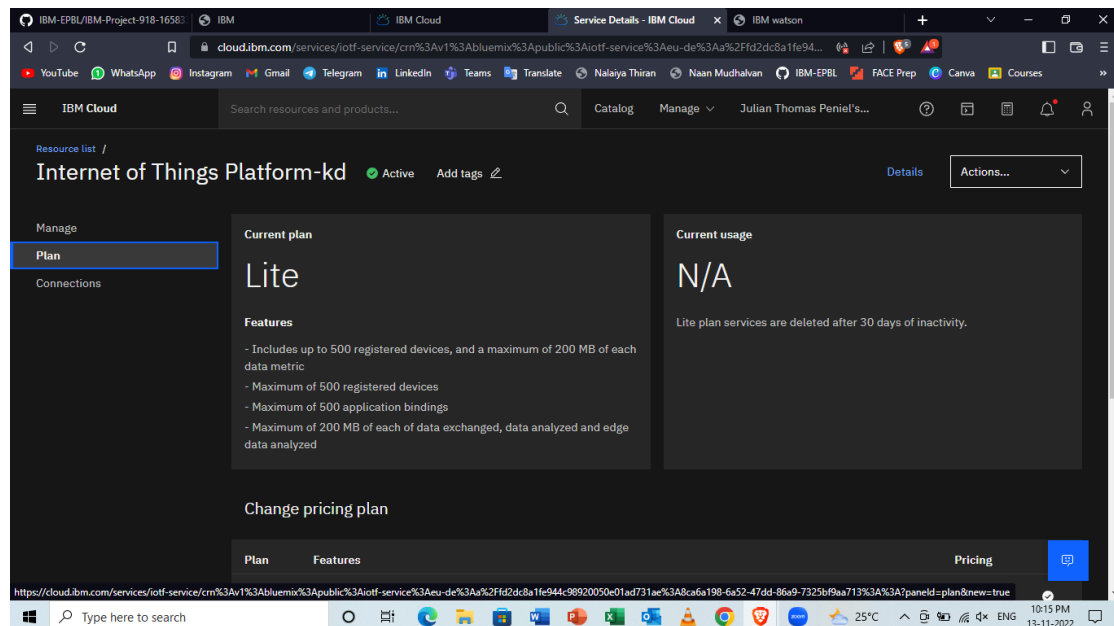 IBM-EPBL/IBM-Project-918-16583
IBM
IBM Cloud
Service Details - IBM Cloud
IBM watson
cloud.ibm.com/services/iotf-service/crn%3Av1%3Abluemix%3Apublic%3Aiotf-service%3Aeu-de%3Aa%2Ffd2dc8a1fe94...
YouTube WhatsApp Instagram Gmail Telegram LinkedIn Teams Translate Nalaiya Thiran Naan Mudhalvan IBM-EPBL FACE Prep Canva Courses »
IBM Cloud
Search resources and products...
Catalog
Manage
Julian Thomas Peniel's...
Resource list /
Internet of Things Platform-kd
Active
Add tags
Details
Actions...
Manage
Plan
Connections
Current plan
Lite
Features
- Includes up to 500 registered devices, and a maximum of 200 MB of each
data metric
- Maximum of 500 registered devices
- Maximum of 500 application bindings
- Maximum of 200 MB of each of data exchanged, data analyzed and edge
data analyzed
Current usage
N/A
Lite plan services are deleted after 30 days of inactivity.
Change pricing plan
Plan Features Pricing
https://cloud.ibm.com/services/iotf-service/crn%3Av1%3Abluemix%3Apublic%3Aiotf-service%3Aeu-de%3Aa%2Ffd2dc8a1fe944c98920050e01ad731ae%3A8ca6a198-6a52-47dd-86a9-7325bf9aa713%3A%3A?paneId=plan&new=true
Type here to search
25°C
ENG
10:15 PM
13-11-2022